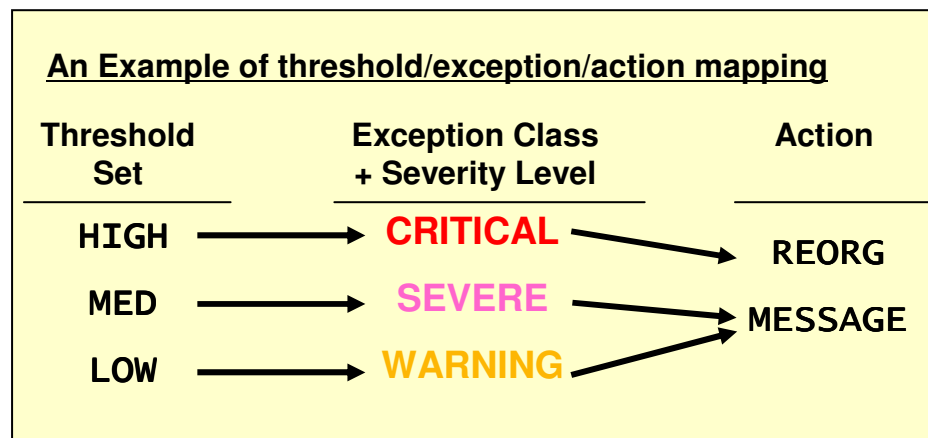 An Example of threshold/exception/action mapping
Threshold Set
Exception Class + Severity Level
Action
HIGH
CRITICAL
REORG
MED
SEVERE
MESSAGE
LOW
WARNING